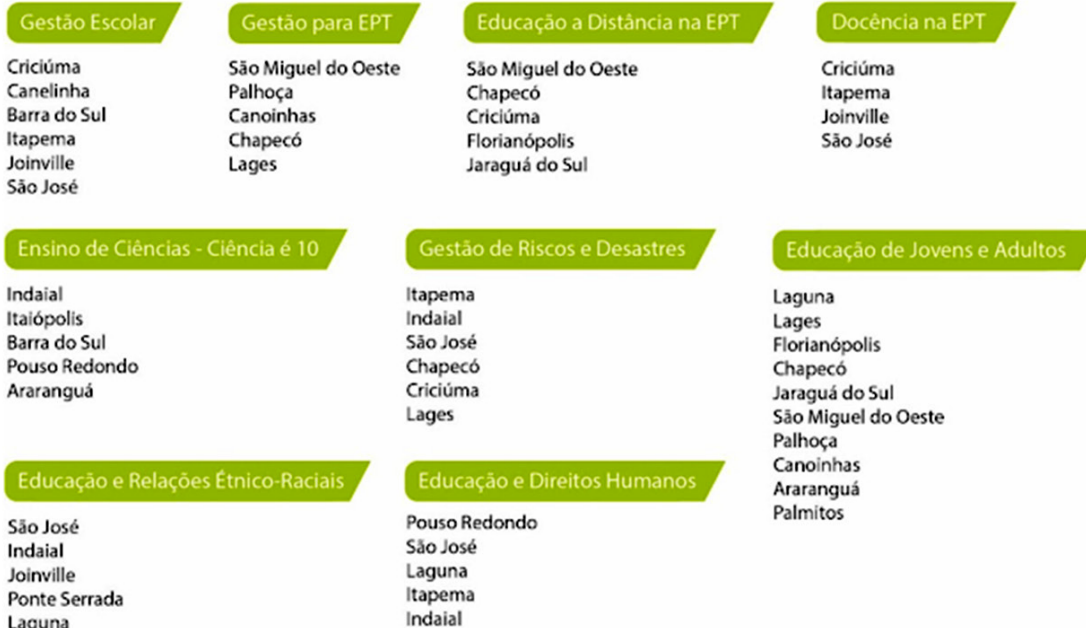 Gestão Escolar
Criciúma
Canelinha
Barra do Sul
Itapema
Joinville
São José
Gestão para EPT
São Miguel do Oeste
Palhoça
Canoinhas
Chapecó
Lages
Educação a Distância na EPT
São Miguel do Oeste
Chapecó
Criciúma
Florianópolis
Jaraguá do Sul
Docência na EPT
Criciúma
Itapema
Joinville
São José
Ensino de Ciências - Ciência é 10
Indaial
Itaiópolis
Barra do Sul
Pouso Redondo
Araranguá
Gestão de Riscos e Desastres
Itapema
Indaial
São José
Chapecó
Criciúma
Lages
Educação de Jovens e Adultos
Laguna
Lages
Florianópolis
Chapecó
Jaraguá do Sul
São Miguel do Oeste
Palhoça
Canoinhas
Araranguá
Palmitos
Educação e Relações Étnico-Raciais
São José
Indaial
Joinville
Ponte Serrada
Laguna
Educação e Direitos Humanos
Pouso Redondo
São José
Laguna
Itapema
Indaial